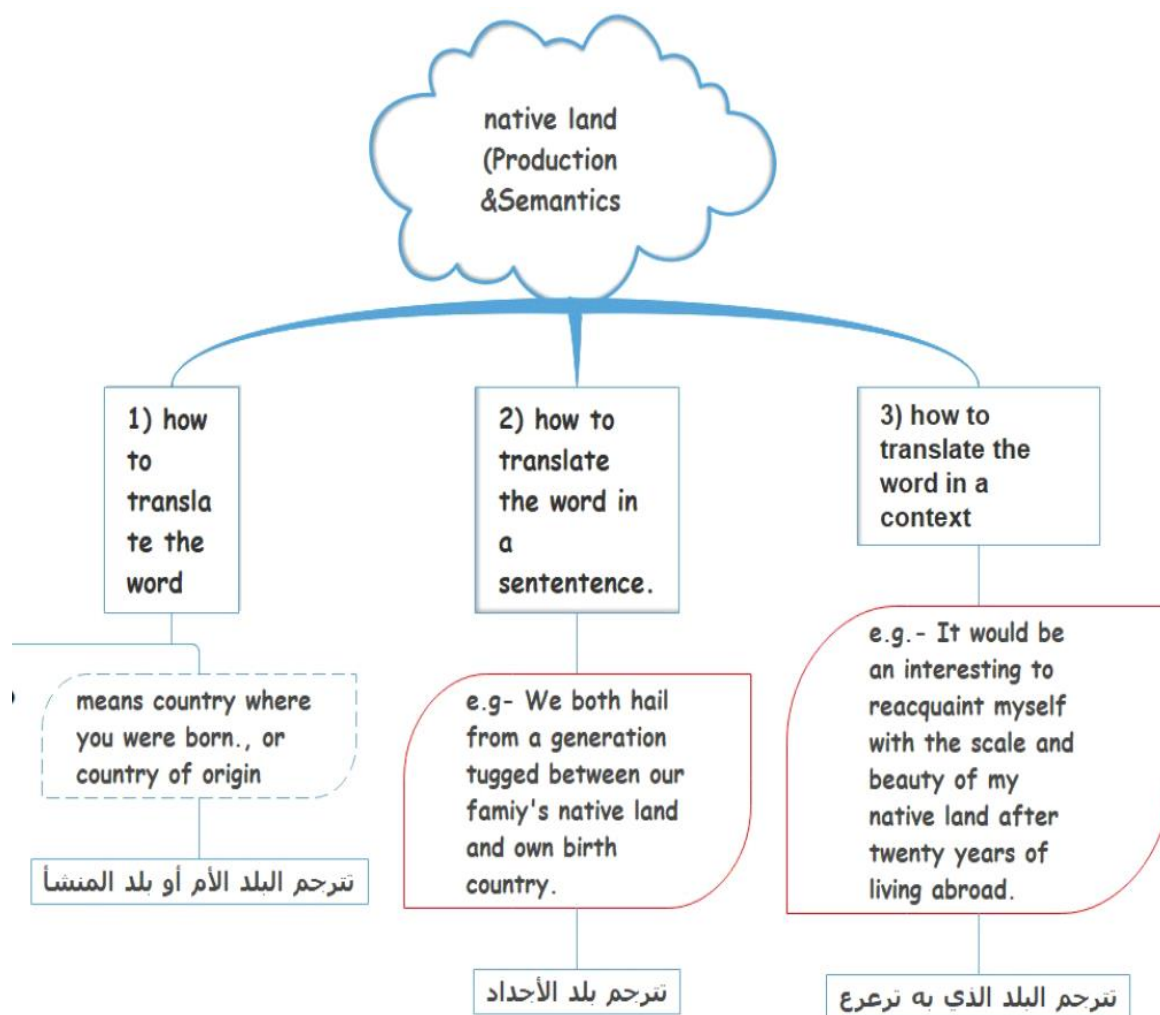 native land
(Production
&Semantics
1) how
to
transla
te the
word
2) how to
translate
the word in
a
sententence.
3) how to
translate the
word in a
context
means country where
you were born., or
country of origin
تترجم البلد الأم أو بلد المنشأ
e.g- We both hail
from a generation
tugged between our
famiy's native land
and own birth
country.
تترجم بلد الأجداد
e.g.- It would be
an interesting to
reacquaint myself
with the scale and
beauty of my
native land after
twenty years of
living abroad.
تترجم البلد الذي به ترعرع